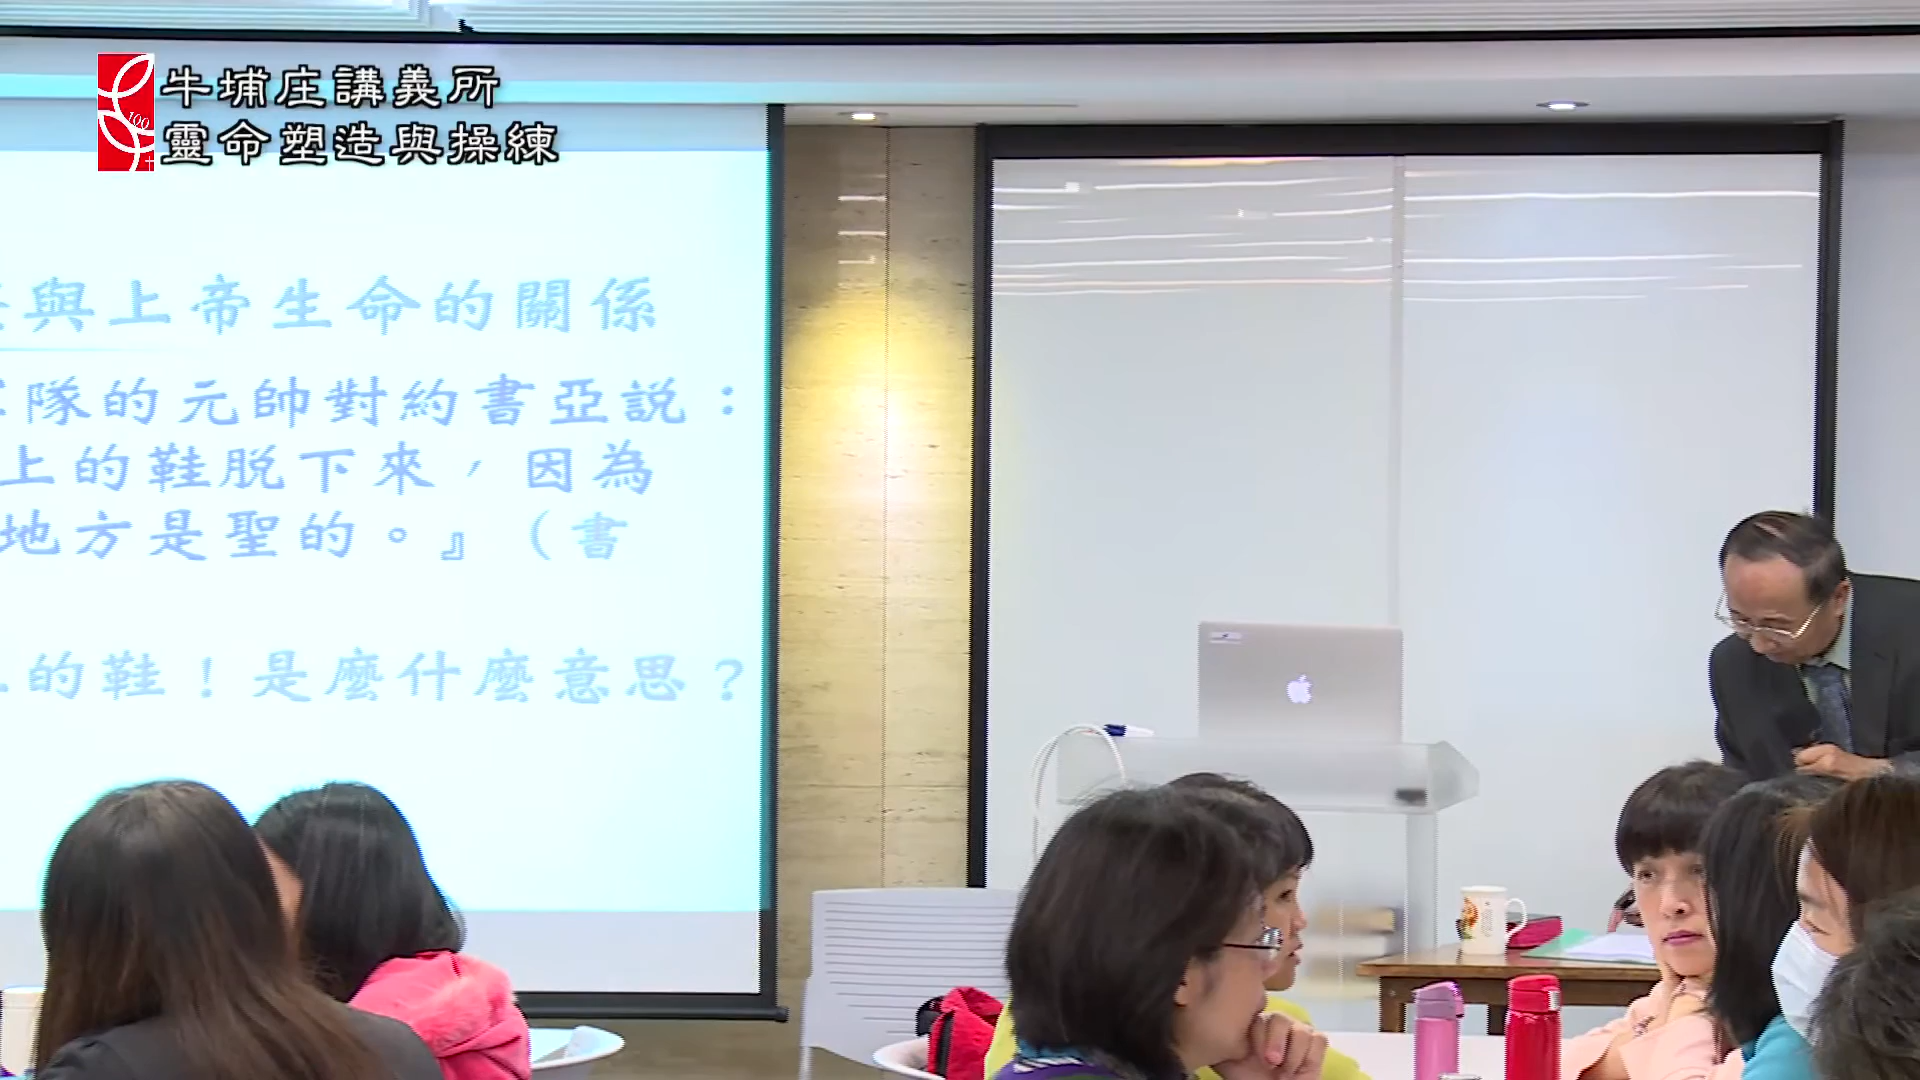 牛埔庄講義所
100
靈命塑造與操練
與上帝生命的關係
隊的元帥對約書亞說：
上的鞋脫下來，因為
地方是聖的。』（書
的鞋！是麼什麼意思？